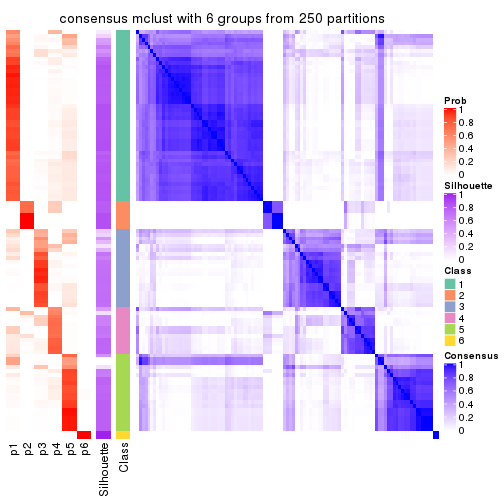 consensus mclust with 6 groups from 250 partitions
Prob
1
0.8
0.6
0.4
0.2
0
Silhouette
1
0.8
0.6
0.4
0.2
0
Class
1
2
3
4
5
6
Consensus
1
0.8
0.6
0.4
0.2
0
p1
p2
p3
p4
p5
p6
Silhouette
Class